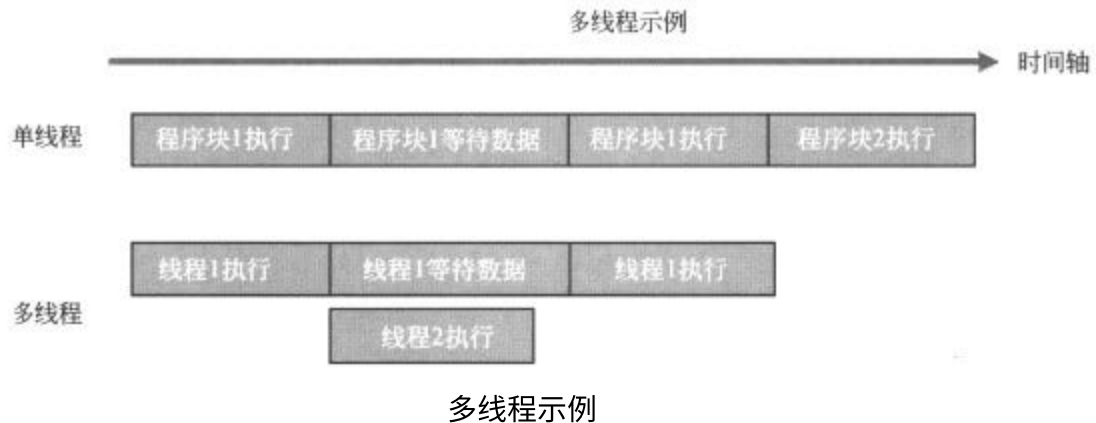 多线程示例
时间轴
单线程
程序块1执行
程序块1等待数据
程序块1执行
程序块2执行
线程1执行
线程1等待数据
线程1执行
多线程
线程2执行
多线程示例